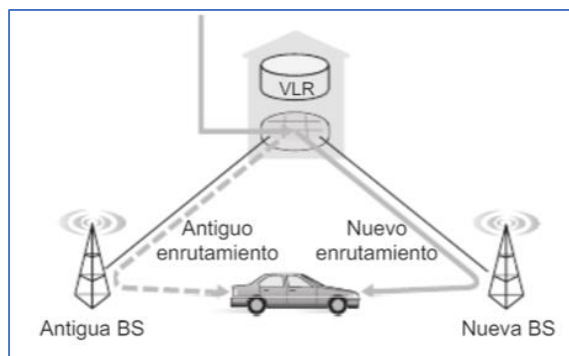 VLR
Antiguo
enrutamiento
Nuevo
enrutamiento
Antigua BS
Nueva BS